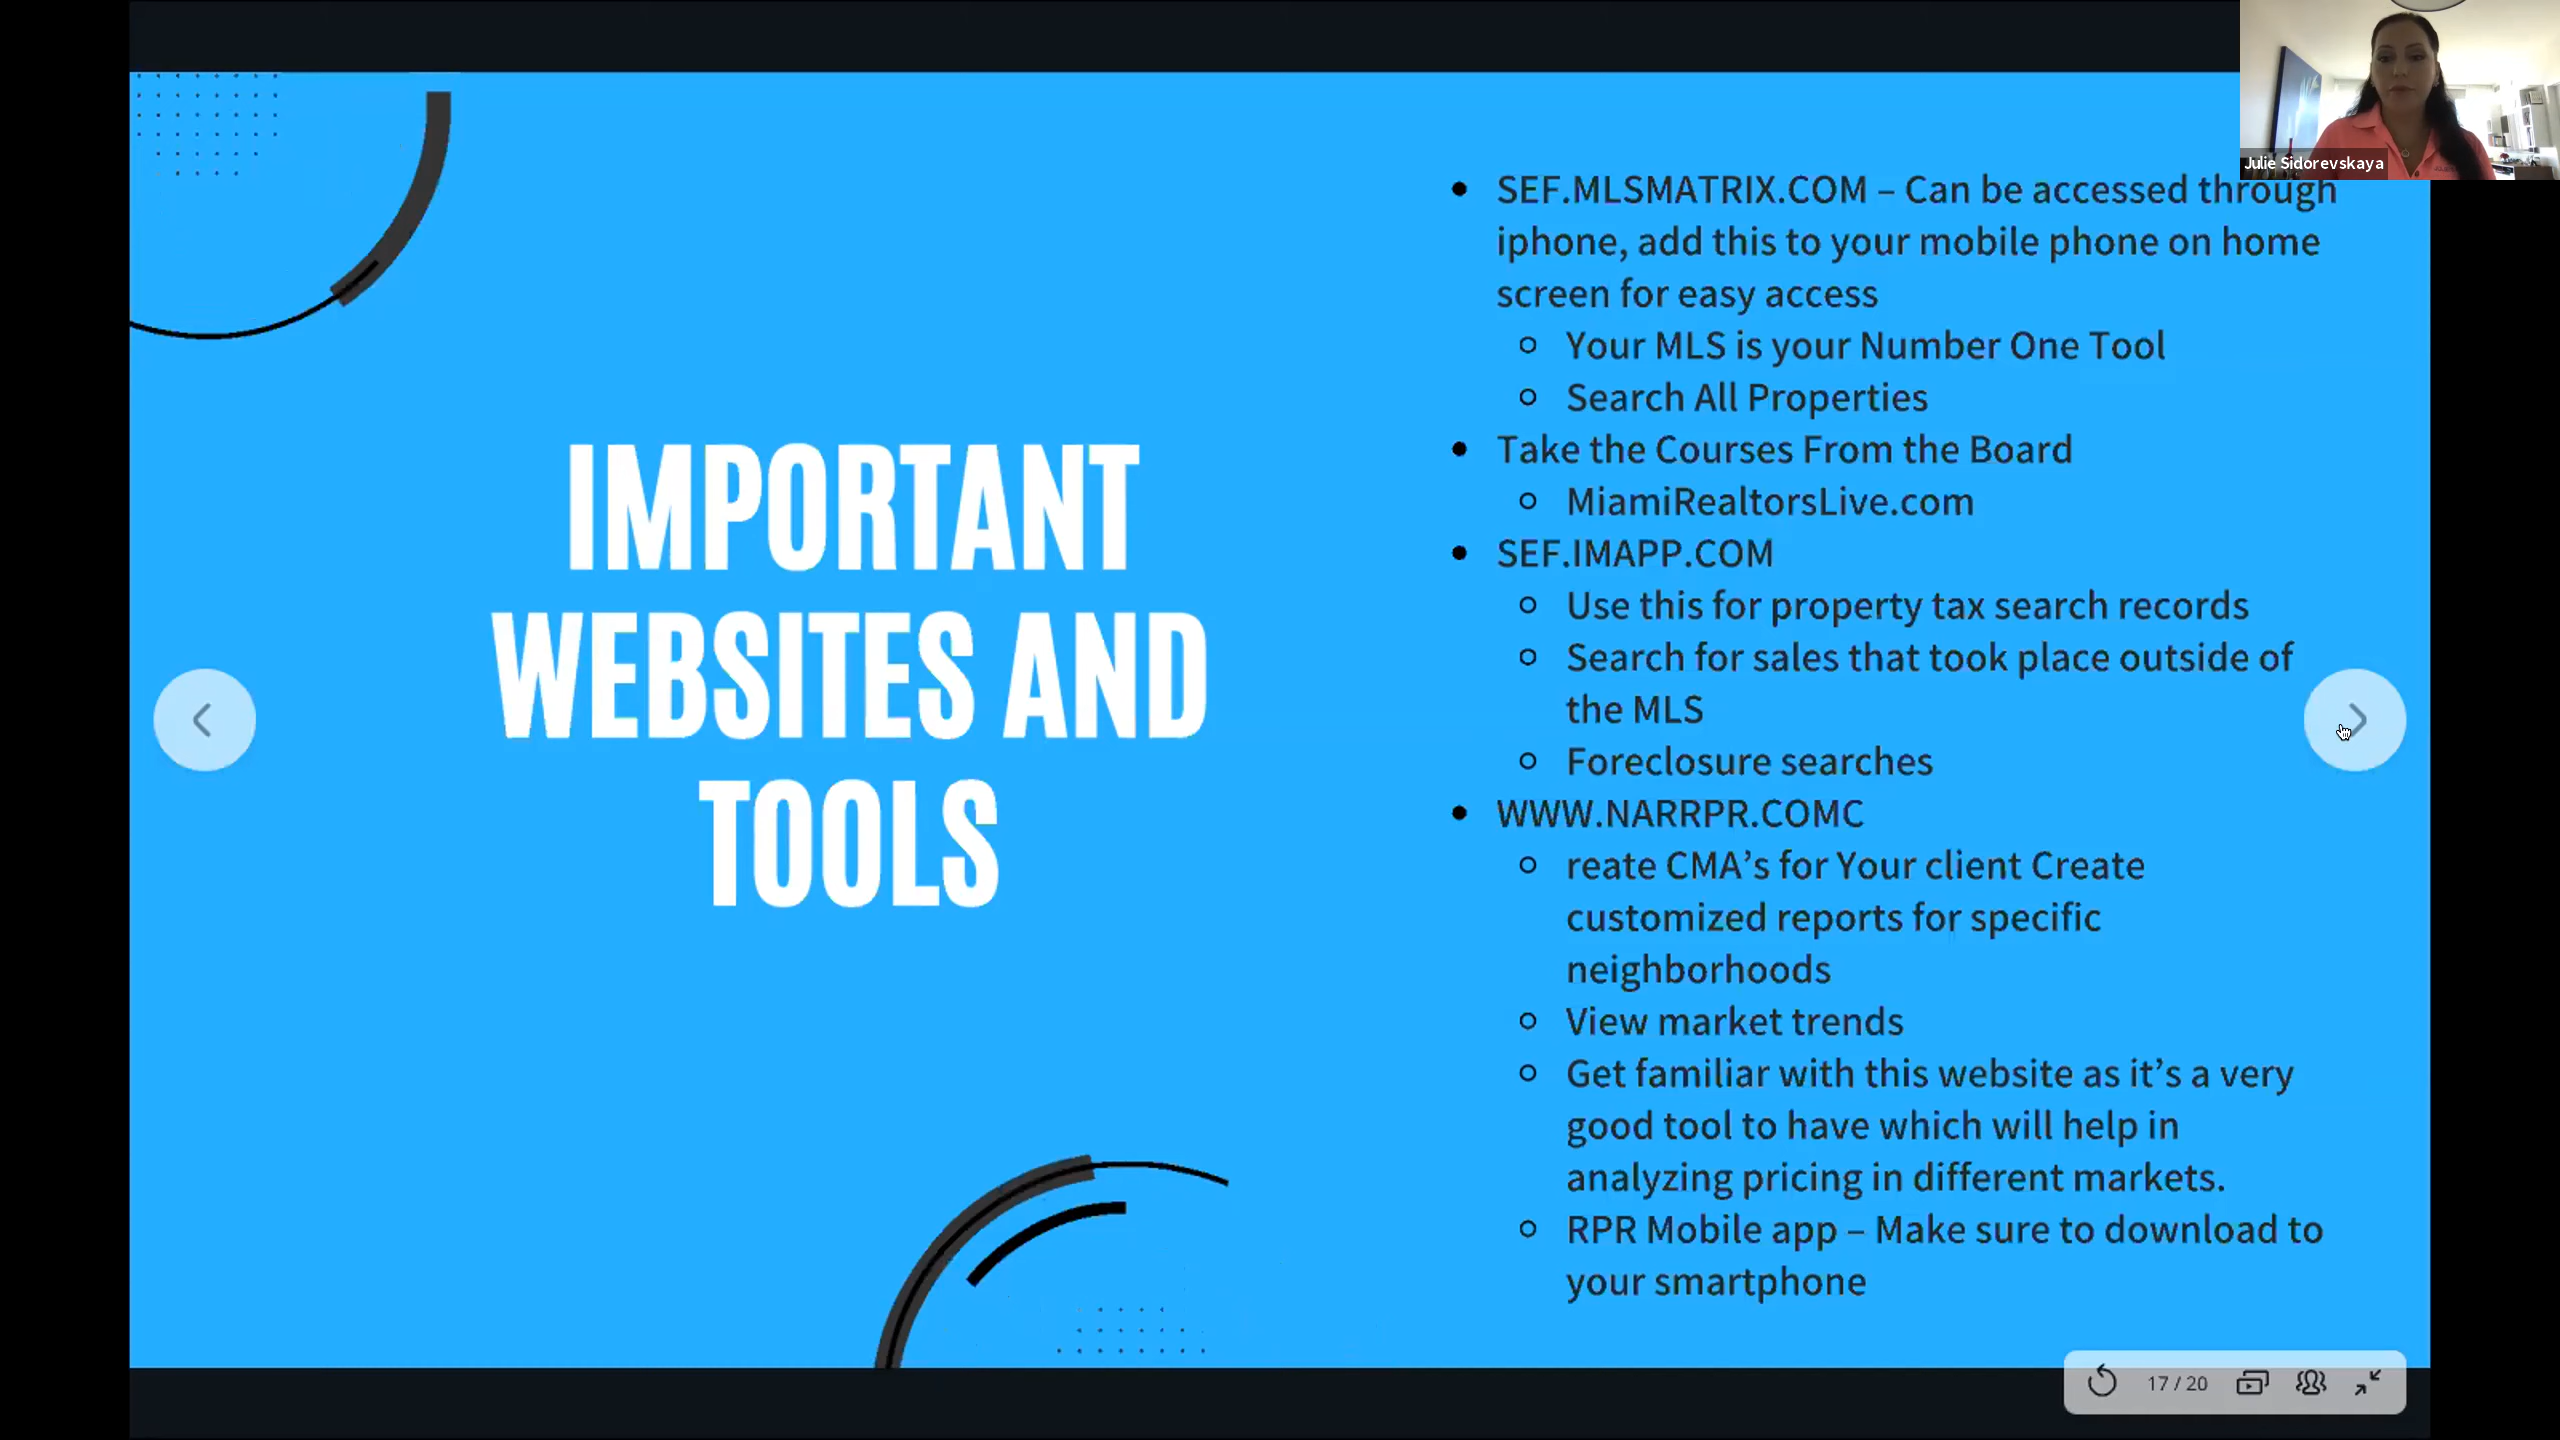 Julie Sidorevskaya
IMPORTANT
WEBSITES AND
TOOLS
• SEF.MLSMATRIX.COM – Can be accessed through
iphone, add this to your mobile phone on home
screen for easy access
○ Your MLS is your Number One Tool
○ Search All Properties
• Take the Courses From the Board
○ MiamiRealtorsLive.com
• SEF.IMAPP.COM
○ Use this for property tax search records
○ Search for sales that took place outside of
the MLS
○ Foreclosure searches
• WWW.NARRPR.COMC
○ reate CMA’s for Your client Create
customized reports for specific
neighborhoods
○ View market trends
○ Get familiar with this website as it’s a very
good tool to have which will help in
analyzing pricing in different markets.
○ RPR Mobile app – Make sure to download to
your smartphone
17 / 20